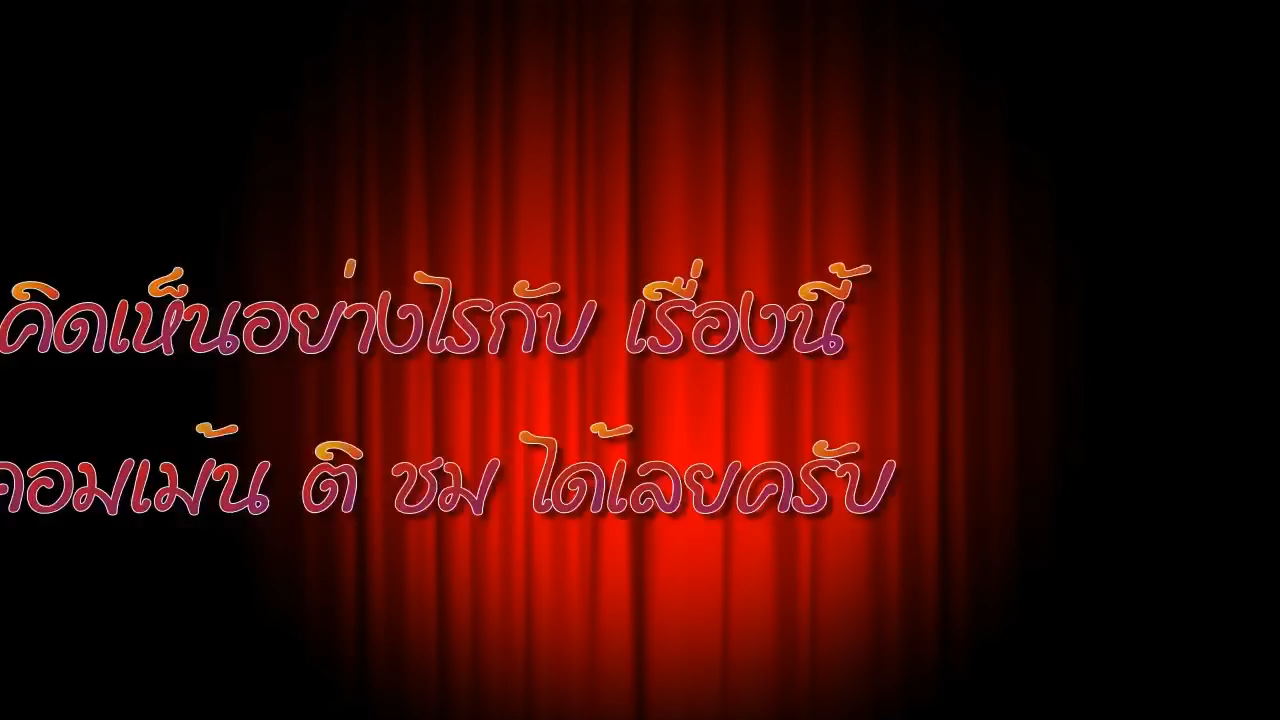 คิดเห็นอย่างไรกับ เรื่องนี้
คอมเม้น ติ ชม ได้เลยครับ